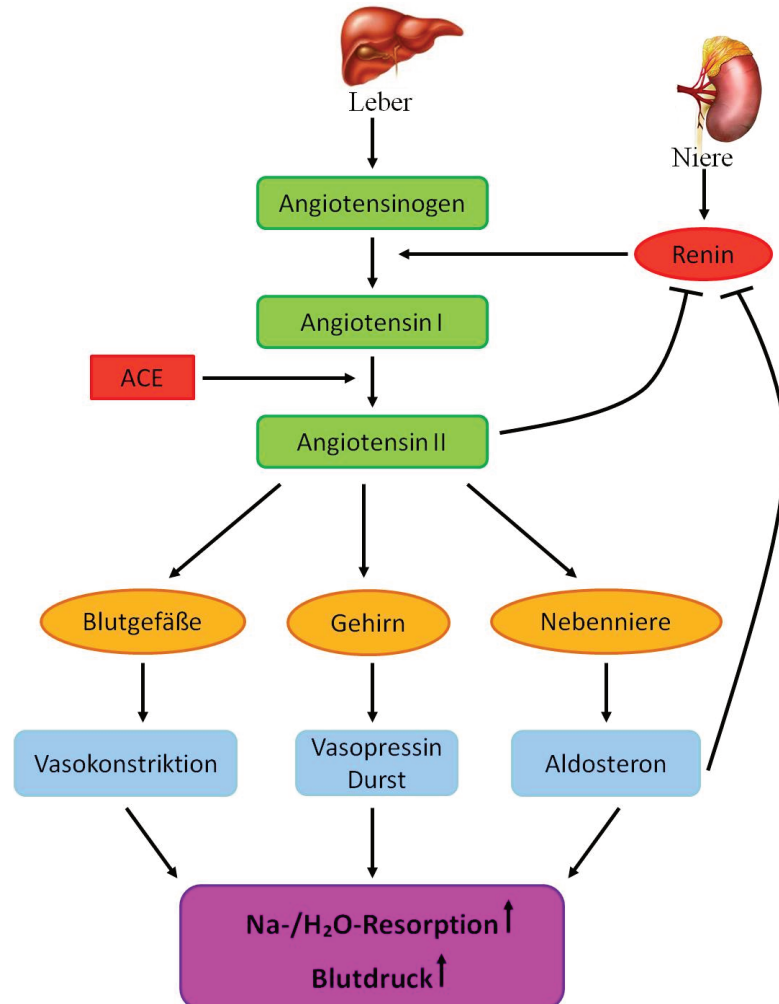 Leber
Niere
Angiotensinogen
Renin
Angiotensin I
ACE
Angiotensin II
Blutgefäße
Gehirn
Nebenniere
Vasokonstriktion
Vasopressin
Durst
Aldosteron
Na-/H₂O-Resorption↑
Blutdruck↑